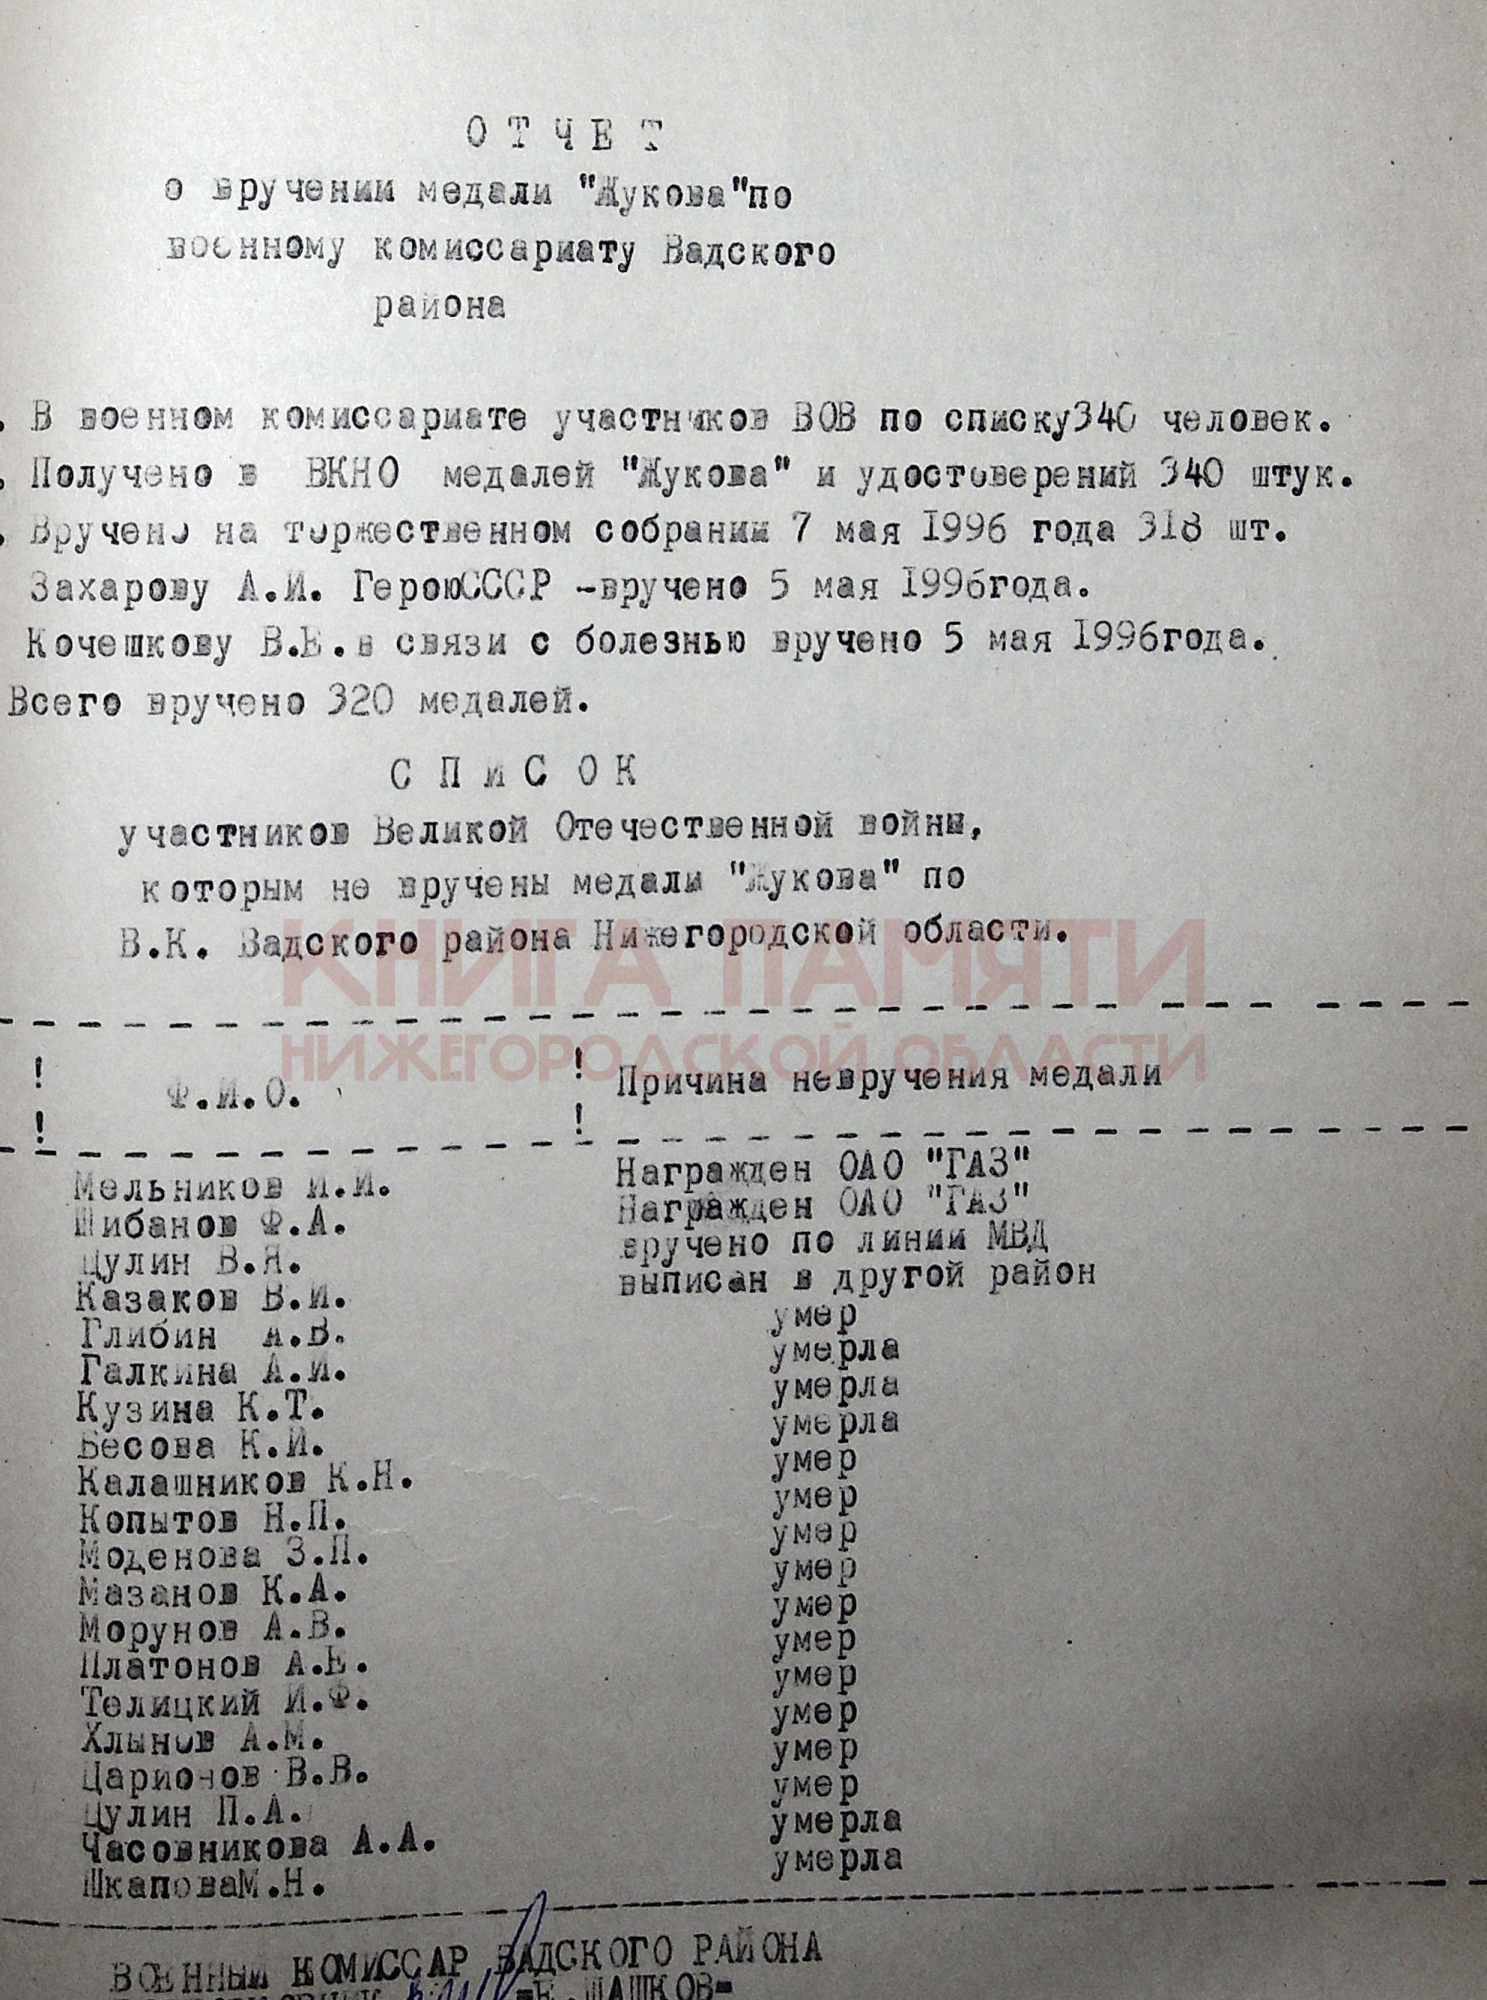 ОТЧЕТ
о вручении медали "Жукова"по
военному комиссариату Вадского
района
. В военном комиссариате участников ВОВ по списку340 человек.
. Получено в ВКНО медалей "Жукова" и удостоверений 340 штук.
. Вручено на торжественном собрании 7 мая 1996 года 318 шт.
Захарову А.И. ГероюСССР -вручено 5 мая 1996года.
Кочешкову В.Е.в связи с болезнью вручено 5 мая 1996года.
Всего вручено 320 медалей.
СПиСОК
участников Великой Отечественной войны,
которым не вручены медали "Жукова" по
В.К. Вадского района Нижегородской области.
КНИГА ПАМЯТИ
НИЖЕГОРОДСКОЙ ОБЛАСТИ
! Ф.И.О. ! Причина невручения медали
! !
Мельников И.И. Награжден ОАО "ГАЗ"
Шибанов Ф.А. Награжден ОАО "ГАЗ"
Цулин В.Я. вручено по линии МВД
Казаков В.И. выписан в другой район
Глибин А.В. умер
Галкина А.И. умерла
Кузина К.Т. умерла
Бесова К.И. умерла
Калашников К.Н. умер
Копытов Н.П. умер
Моденова З.П. умер
Мазанов К.А. умер
Морунов А.В. умер
Платонов А.Е. умер
Телицкий И.Ф. умер
Хлынов А.М. умер
Царионов В.В. умер
Цулин П.А. умер
Часовникова А.А. умерла
ШкаповаМ.Н. умерла
ВОЕННЫЙ КОМИССАР ВАДСКОГО РАЙОНА
-Е.ШАШКОВ-